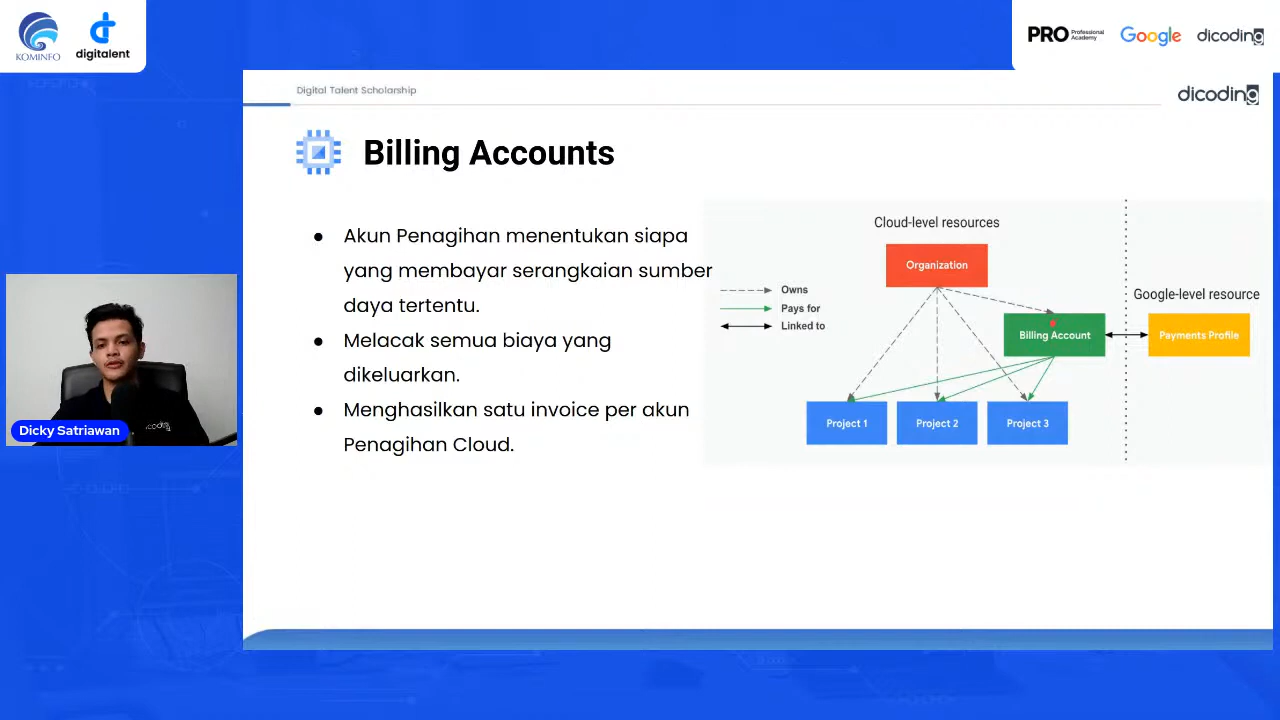 KOMINFO
digitalent
PRO Professional Academy
Google
dicoding
Digital Talent Scholarship
dicoding
Billing Accounts
● Akun Penagihan menentukan siapa
yang membayar serangkaian sumber
daya tertentu.
● Melacak semua biaya yang
dikeluarkan.
● Menghasilkan satu invoice per akun
Penagihan Cloud.
Cloud-level resources
Organization
Owns
Pays for
Linked to
Google-level resource
Billing Account
Payments Profile
Project 1
Project 2
Project 3
dicoding
Dicky Satriawan